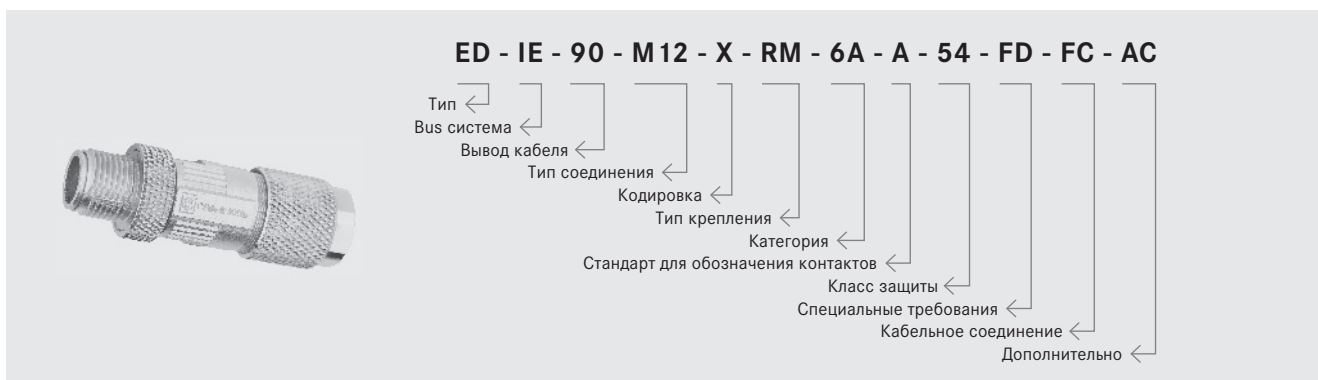 ED - IE - 90 - M12 - X - RM - 6A - A - 54 - FD - FC - AC
Тип
Bus система
Вывод кабеля
Тип соединения
Кодировка
Тип крепления
Категория
Стандарт для обозначения контактов
Класс защиты
Специальные требования
Кабельное соединение
Дополнительно